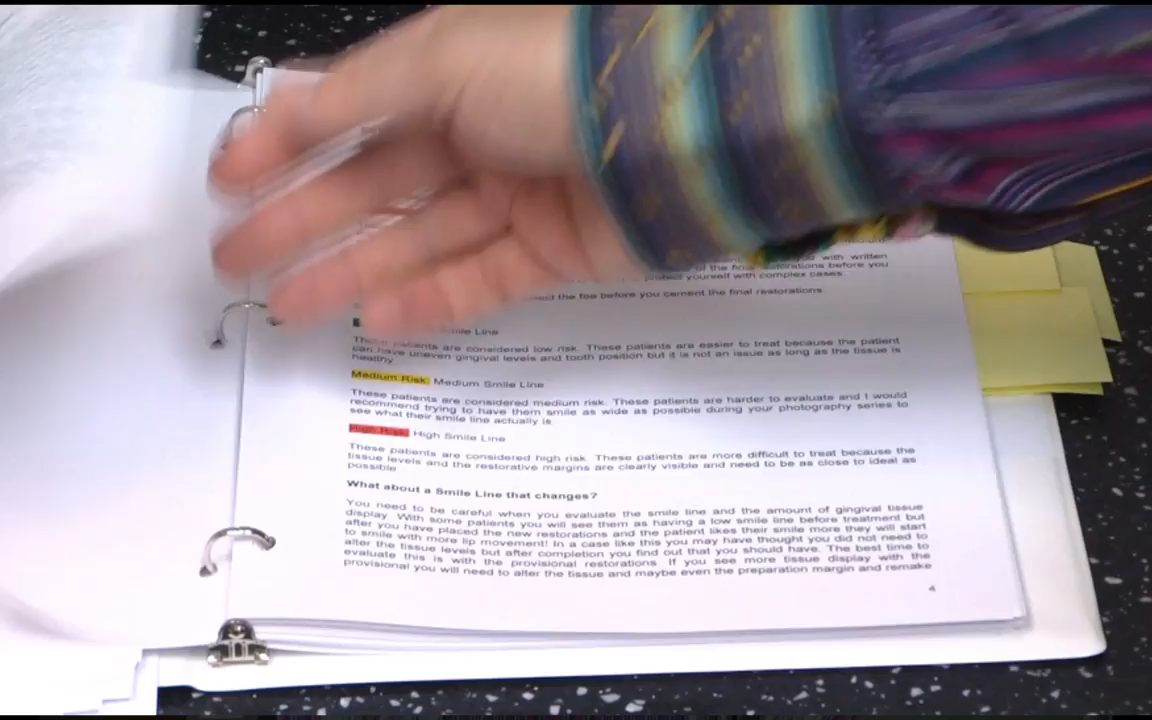 you with written
of the final restorations before you
protect yourself with complex cases.
the fee before you cement the final restorations
Smile Line
These patients are considered low risk. These patients are easier to treat because the patient
can have uneven gingival levels and tooth position but it is not an issue as long as the tissue is
healthy.
Medium Risk: Medium Smile Line
These patients are considered medium risk. These patients are harder to evaluate and I would
recommend trying to have them smile as wide as possible during your photography series to
see what their smile line actually is
High Risk: High Smile Line
These patients are considered high risk. These patients are more difficult to treat because the
tissue levels and the restorative margins are clearly visible and need to be as close to ideal as
possible
What about a Smile Line that changes?
You need to be careful when you evaluate the smile line and the amount of gingival tissue
display. With some patients you will see them as having a low smile line before treatment but
after you have placed the new restorations and the patient likes their smile more they will start
to smile with more lip movement! In a case like this you may have thought you did not need to
alter the tissue levels but after completion you find out that you should have. The best time to
evaluate this is with the provisional restorations. If you see more tissue display with the
provisional you will need to alter the tissue and maybe even the preparation margin and remake
4